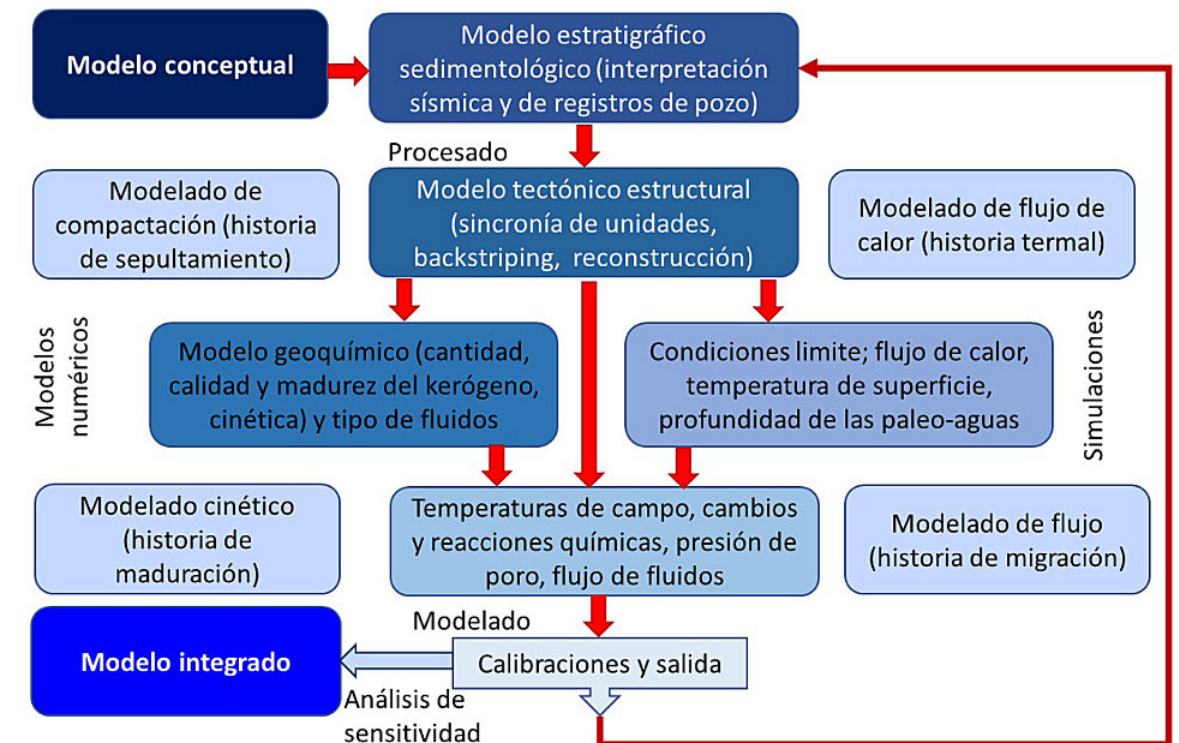 Modelo conceptual
Modelo estratigráfico
sedimentológico (interpretación
sísmica y de registros de pozo)
Procesado
Modelado de
compactación (historia
de sepultamiento)
Modelo tectónico estructural
(sincronía de unidades,
backstriping, reconstrucción)
Modelado de flujo de
calor (historia termal)
Modelos
numéricos
Modelo geoquímico (cantidad,
calidad y madurez del kerógeno,
cinética) y tipo de fluidos
Condiciones limite; flujo de calor,
temperatura de superficie,
profundidad de las paleo-aguas
Simulaciones
Modelado cinético
(historia de
maduración)
Temperaturas de campo, cambios
y reacciones químicas, presión de
poro, flujo de fluidos
Modelado de flujo
(historia de migración)
Modelado
Modelo integrado
Calibraciones y salida
Análisis de
sensitividad